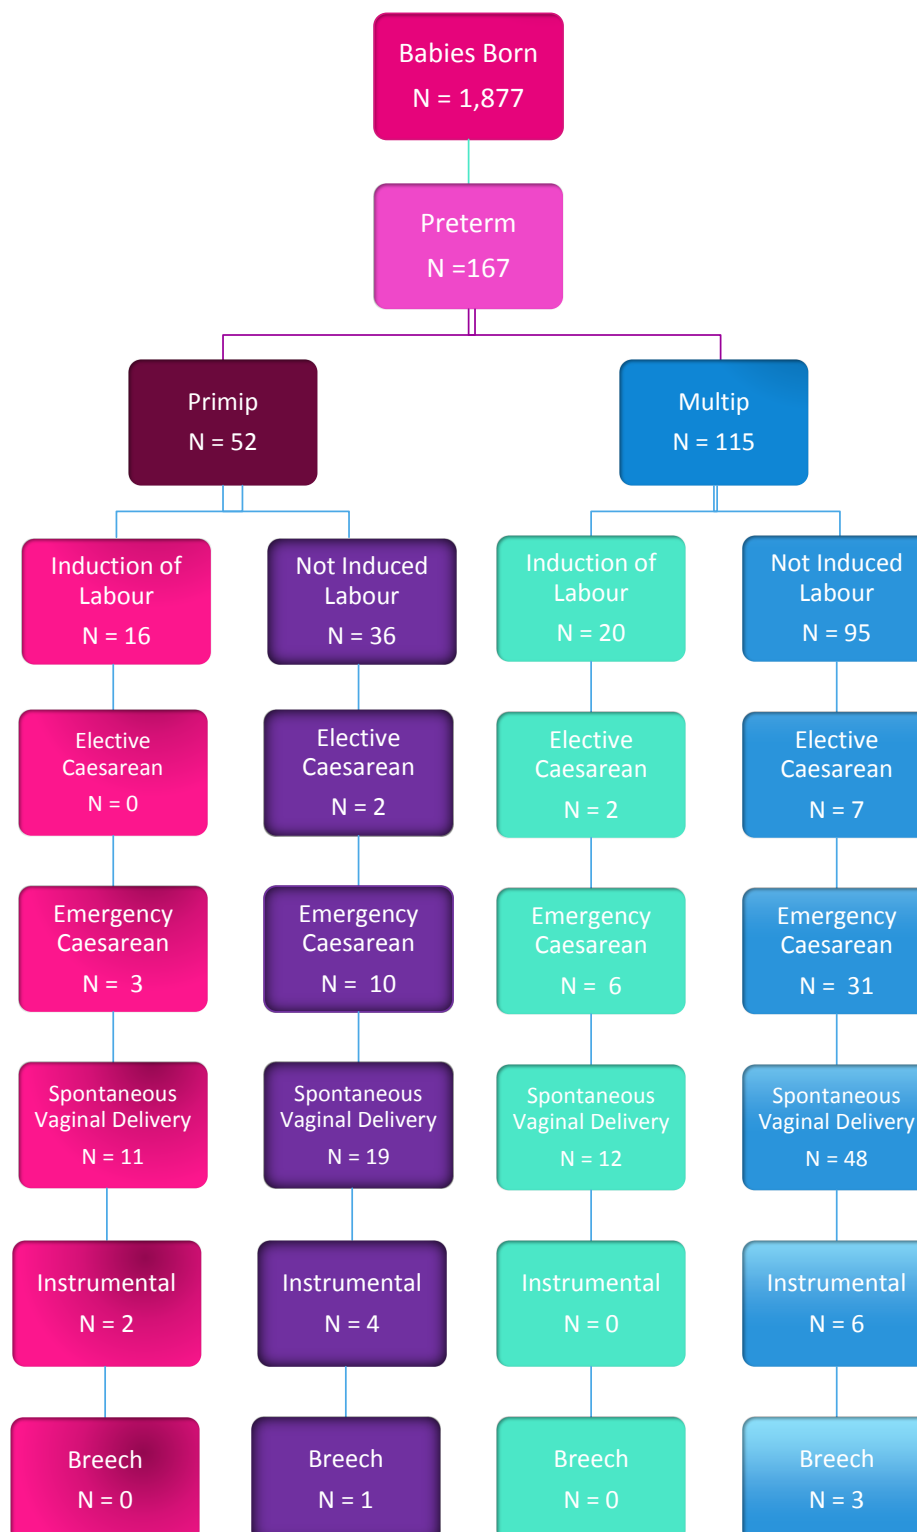 Babies Born
N = 1,877
Preterm
N =167
Primip
N = 52
Multip
N = 115
Induction of
Labour
N = 16
Not Induced
Labour
N = 36
Induction of
Labour
N = 20
Not Induced
Labour
N = 95
Elective
Caesarean
N = 0
Elective
Caesarean
N = 2
Elective
Caesarean
N = 2
Elective
Caesarean
N = 7
Emergency
Caesarean
N = 3
Emergency
Caesarean
N = 10
Emergency
Caesarean
N = 6
Emergency
Caesarean
N = 31
Spontaneous
Vaginal Delivery
N = 11
Spontaneous
Vaginal Delivery
N = 19
Spontaneous
Vaginal Delivery
N = 12
Spontaneous
Vaginal Delivery
N = 48
Instrumental
N = 2
Instrumental
N = 4
Instrumental
N = 0
Instrumental
N = 6
Breech
N = 0
Breech
N = 1
Breech
N = 0
Breech
N = 3